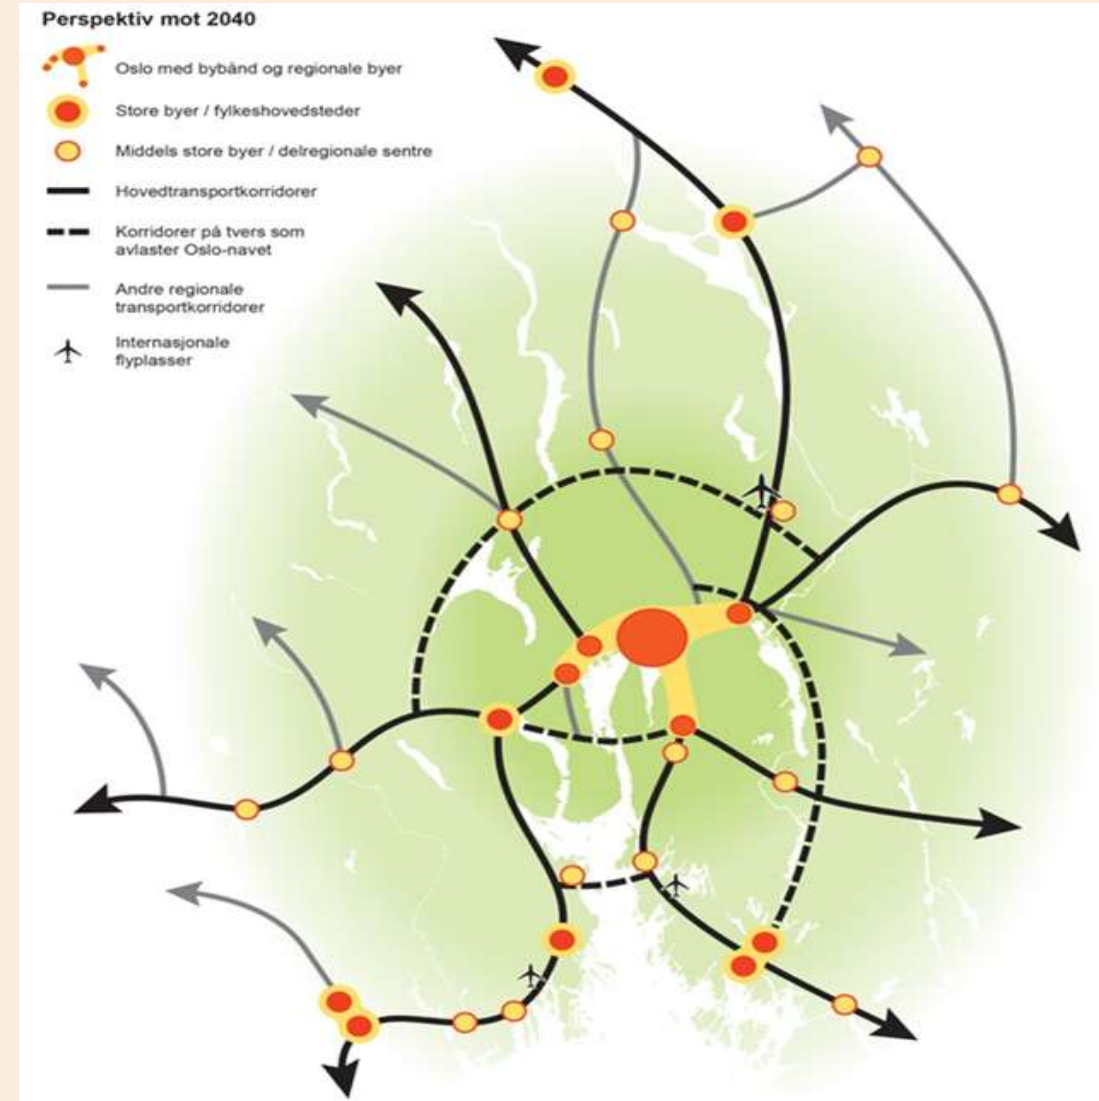 Perspektiv mot 2040
Oslo med bybånd og regionale byer
Store byer / fylkeshovedsteder
Middels store byer / delregionale sentre
Hovedtransportkorridorer
Korridorer på tvers som
avlaster Oslo-navet
Andre regionale
transportkorridorer
Internasjonale
flyplasser